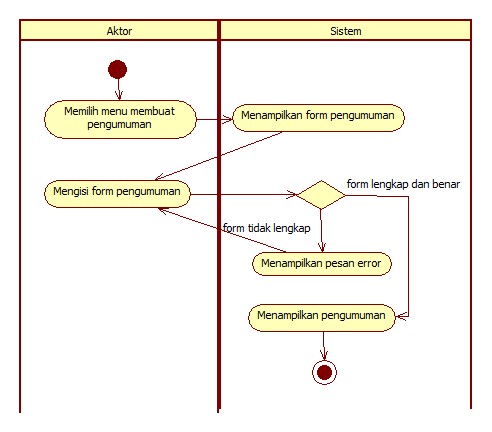 Aktor
Sistem
Memilih menu membuat
pengumuman
Menampilkan form pengumuman
Mengisi form pengumuman
form lengkap dan benar
form tidak lengkap
Menampilkan pesan error
Menampilkan pengumuman